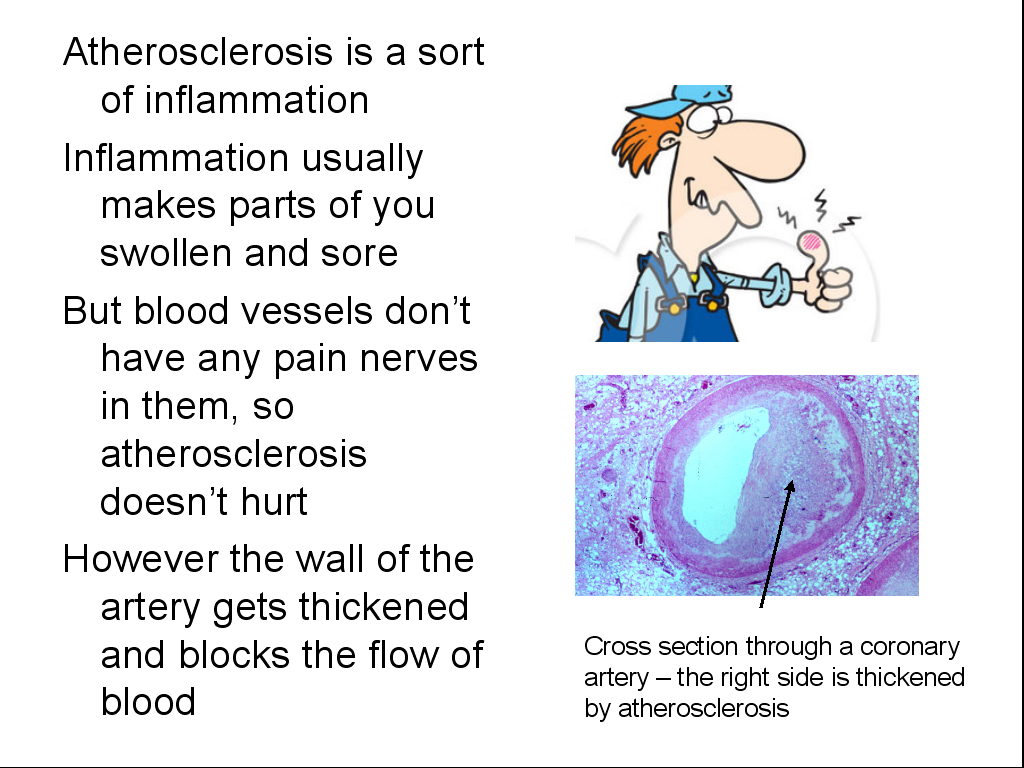 Atherosclerosis is a sort
of inflammation
Inflammation usually
makes parts of you
swollen and sore
But blood vessels don’t
have any pain nerves
in them, so
atherosclerosis
doesn’t hurt
However the wall of the
artery gets thickened
and blocks the flow of
blood
Cross section through a coronary
artery – the right side is thickened
by atherosclerosis